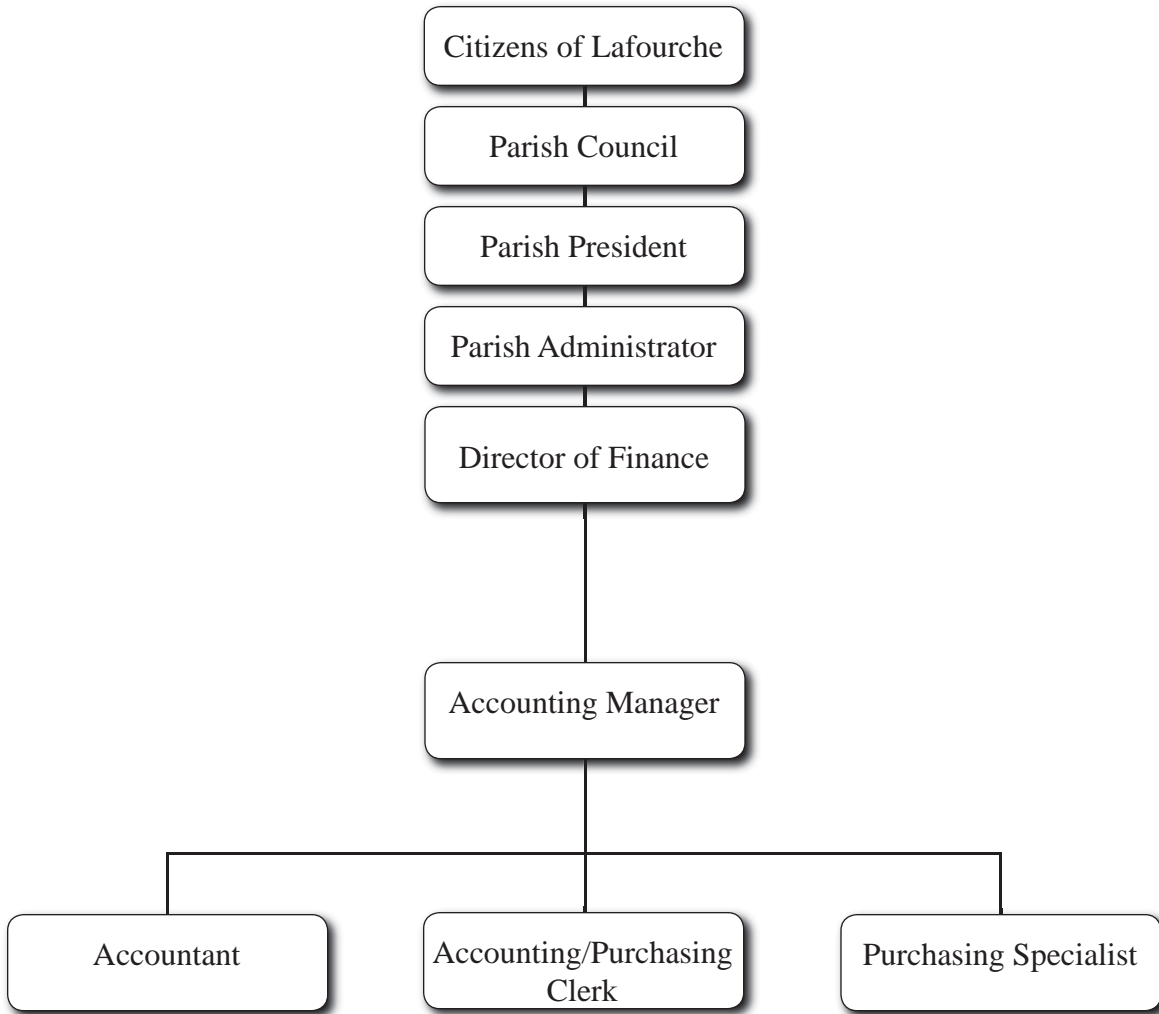 Citizens of Lafourche
Parish Council
Parish President
Parish Administrator
Director of Finance
Accounting Manager
Accountant
Accounting/Purchasing
Clerk
Purchasing Specialist